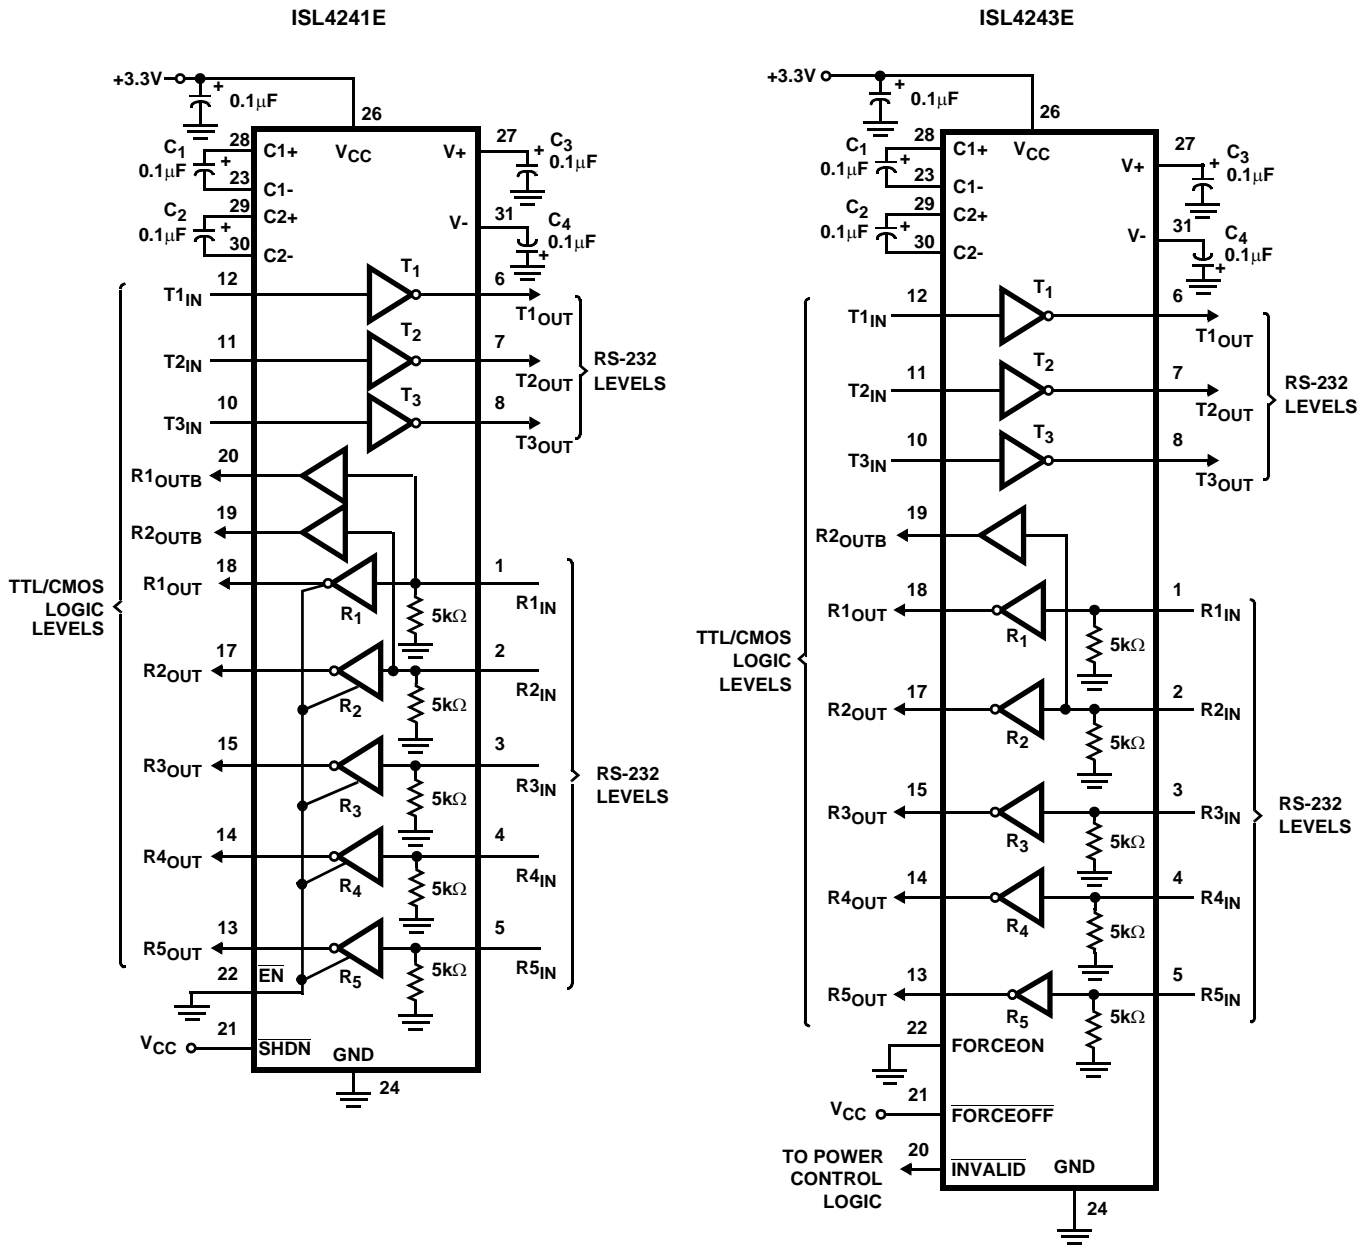 ISL4241E
+3.3V
+
0.1μF
26
28
C1
0.1μF
+
C1+
VCC
V+
27
+
C3
0.1μF
23
C1-
29
C2
0.1μF
+
C2+
V-
31
C4
0.1μF
+
30
C2-
12
T1IN
T1
6
T1OUT
11
T2IN
T2
7
T2OUT
RS-232
LEVELS
10
T3IN
T3
8
T3OUT
20
R1OUTB
19
R2OUTB
18
R1OUT
R1
1
R1IN
5kΩ
TTL/CMOS
LOGIC
LEVELS
17
R2OUT
R2
2
R2IN
5kΩ
15
R3OUT
R3
3
R3IN
5kΩ
RS-232
LEVELS
14
R4OUT
R4
4
R4IN
5kΩ
13
R5OUT
R5
5
R5IN
5kΩ
22
EN
21
VCC
SHDN
GND
24
ISL4243E
+3.3V
+
0.1μF
26
28
C1
0.1μF
+
C1+
VCC
V+
27
+
C3
0.1μF
23
C1-
29
C2
0.1μF
+
C2+
V-
31
C4
0.1μF
+
30
C2-
12
T1IN
T1
6
T1OUT
11
T2IN
T2
7
T2OUT
RS-232
LEVELS
10
T3IN
T3
8
T3OUT
19
R2OUTB
18
R1OUT
R1
1
R1IN
5kΩ
TTL/CMOS
LOGIC
LEVELS
17
R2OUT
R2
2
R2IN
5kΩ
15
R3OUT
R3
3
R3IN
5kΩ
RS-232
LEVELS
14
R4OUT
R4
4
R4IN
5kΩ
13
R5OUT
R5
5
R5IN
5kΩ
22
FORCEON
21
VCC
FORCEOFF
20
TO POWER
CONTROL
LOGIC
INVALID
GND
24